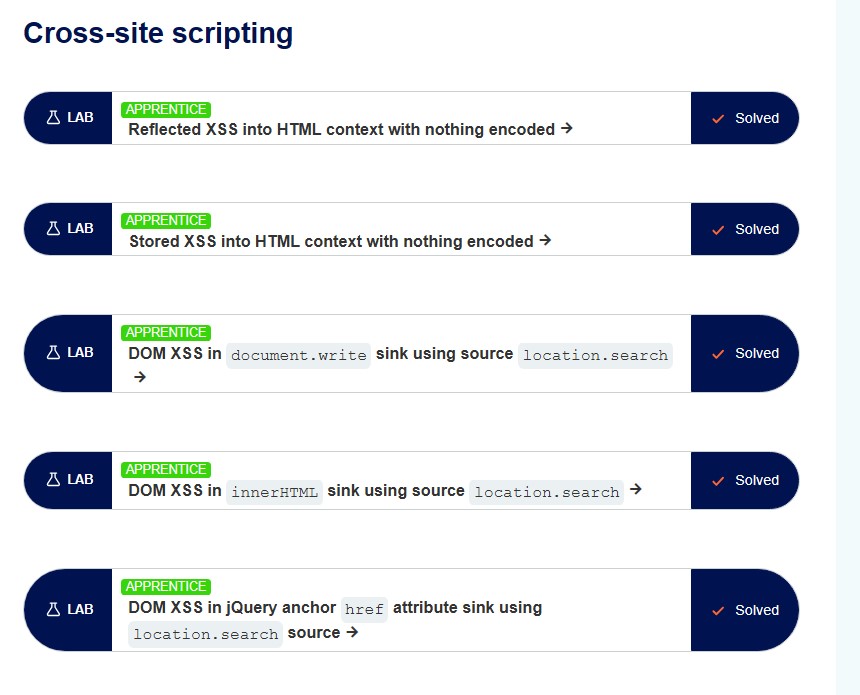 Cross-site scripting
LAB
APPRENTICE
Reflected XSS into HTML context with nothing encoded →
Solved
LAB
APPRENTICE
Stored XSS into HTML context with nothing encoded →
Solved
LAB
APPRENTICE
DOM XSS in document.write sink using source location.search
→
Solved
LAB
APPRENTICE
DOM XSS in innerHTML sink using source location.search →
Solved
LAB
APPRENTICE
DOM XSS in jQuery anchor href attribute sink using
location.search source →
Solved